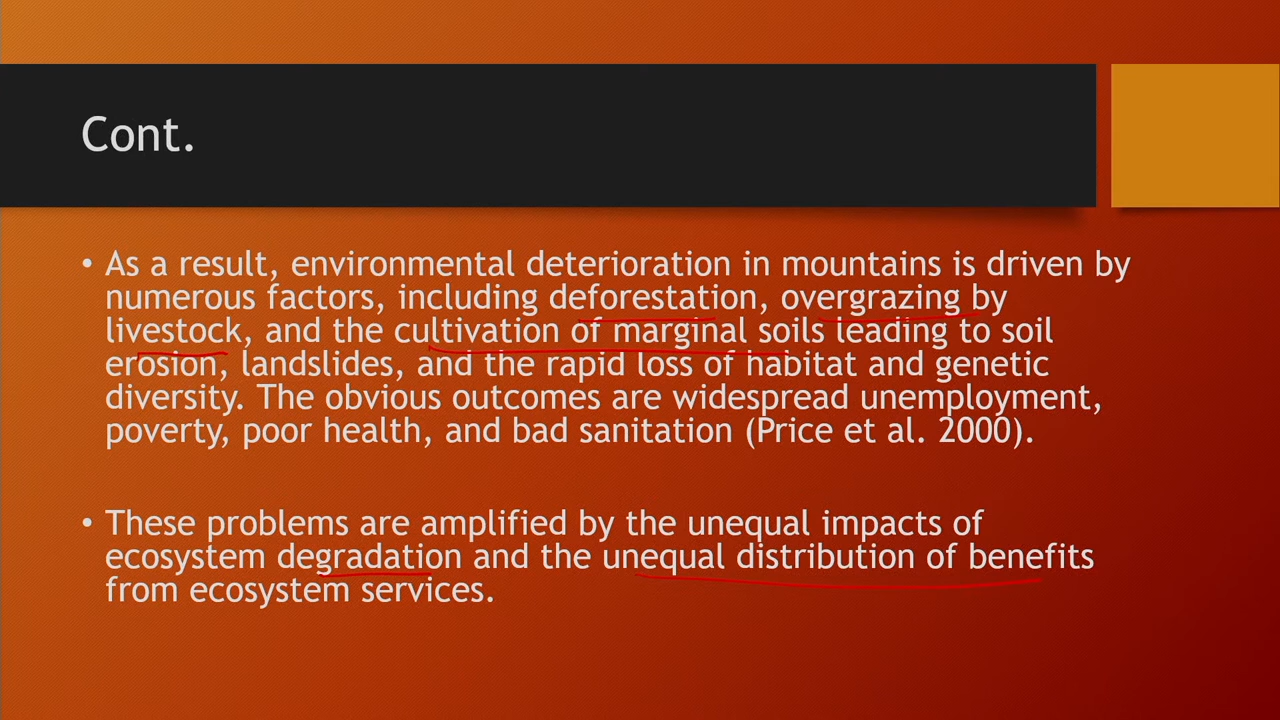 Cont.
• As a result, environmental deterioration in mountains is driven by
numerous factors, including deforestation, overgrazing by
livestock, and the cultivation of marginal soils leading to soil
erosion, landslides, and the rapid loss of habitat and genetic
diversity. The obvious outcomes are widespread unemployment,
poverty, poor health, and bad sanitation (Price et al. 2000).
• These problems are amplified by the unequal impacts of
ecosystem degradation and the unequal distribution of benefits
from ecosystem services.